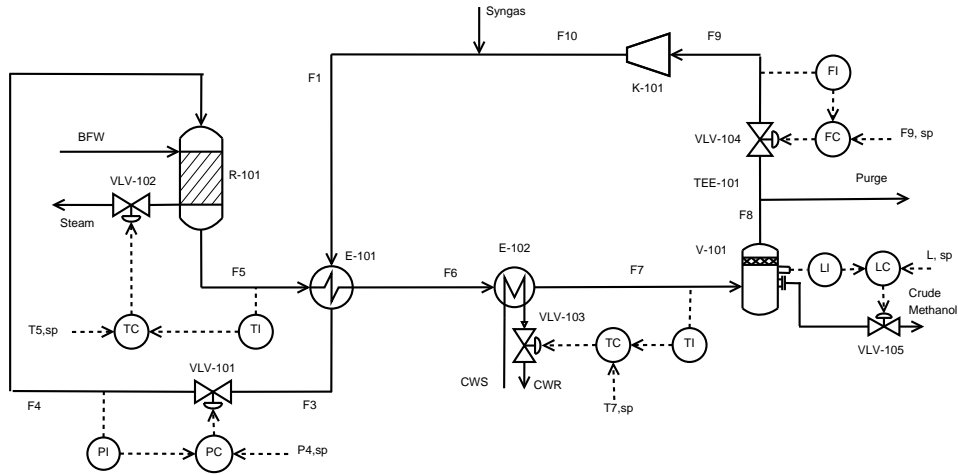 Syngas
F10
F9
F1
K-101
FI
BFW
VLV-104
FC
F9, sp
VLV-102
R-101
TEE-101
Purge
Steam
F8
E-101
E-102
V-101
F5
F6
F7
LI
LC
L, sp
Crude
Methanol
VLV-103
T5,sp
TC
TI
TC
TI
VLV-105
VLV-101
CWS
CWR
F4
F3
T7,sp
PI
PC
P4,sp